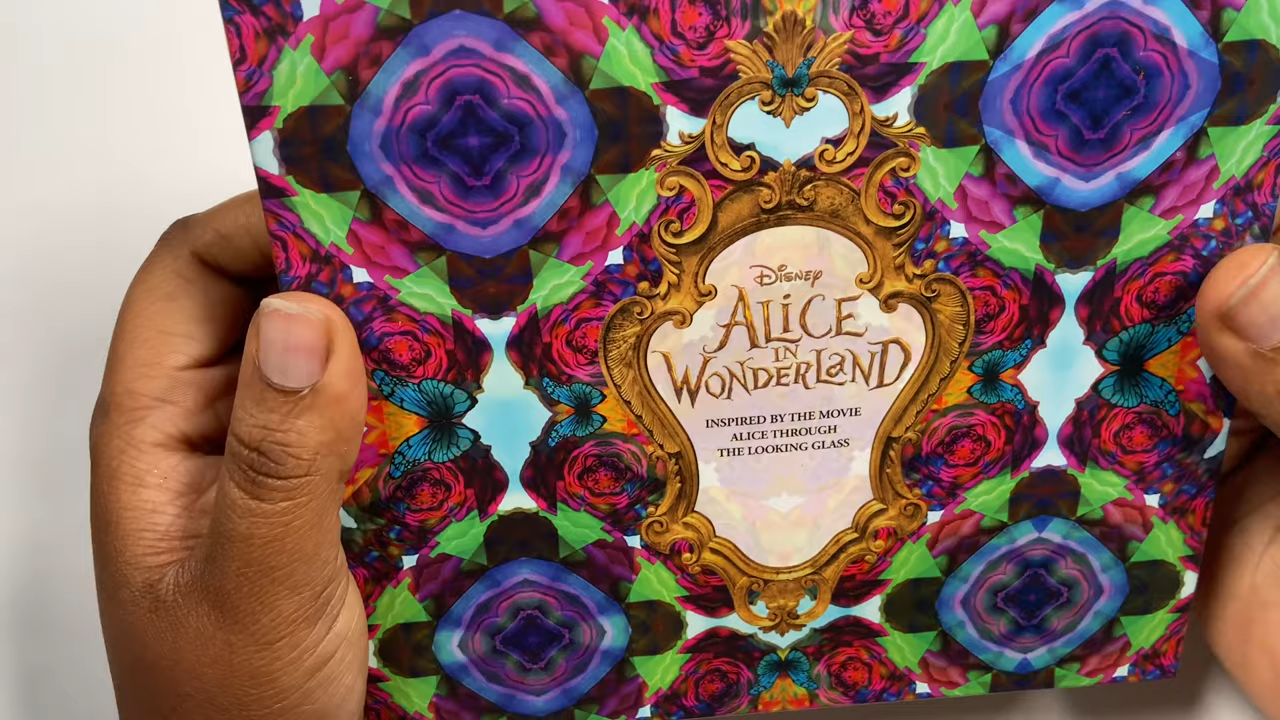 Disney
ALiCE
IN
WONDERLaND
INSPIRED BY THE MOVIE
ALICE THROUGH
THE LOOKING GLASS